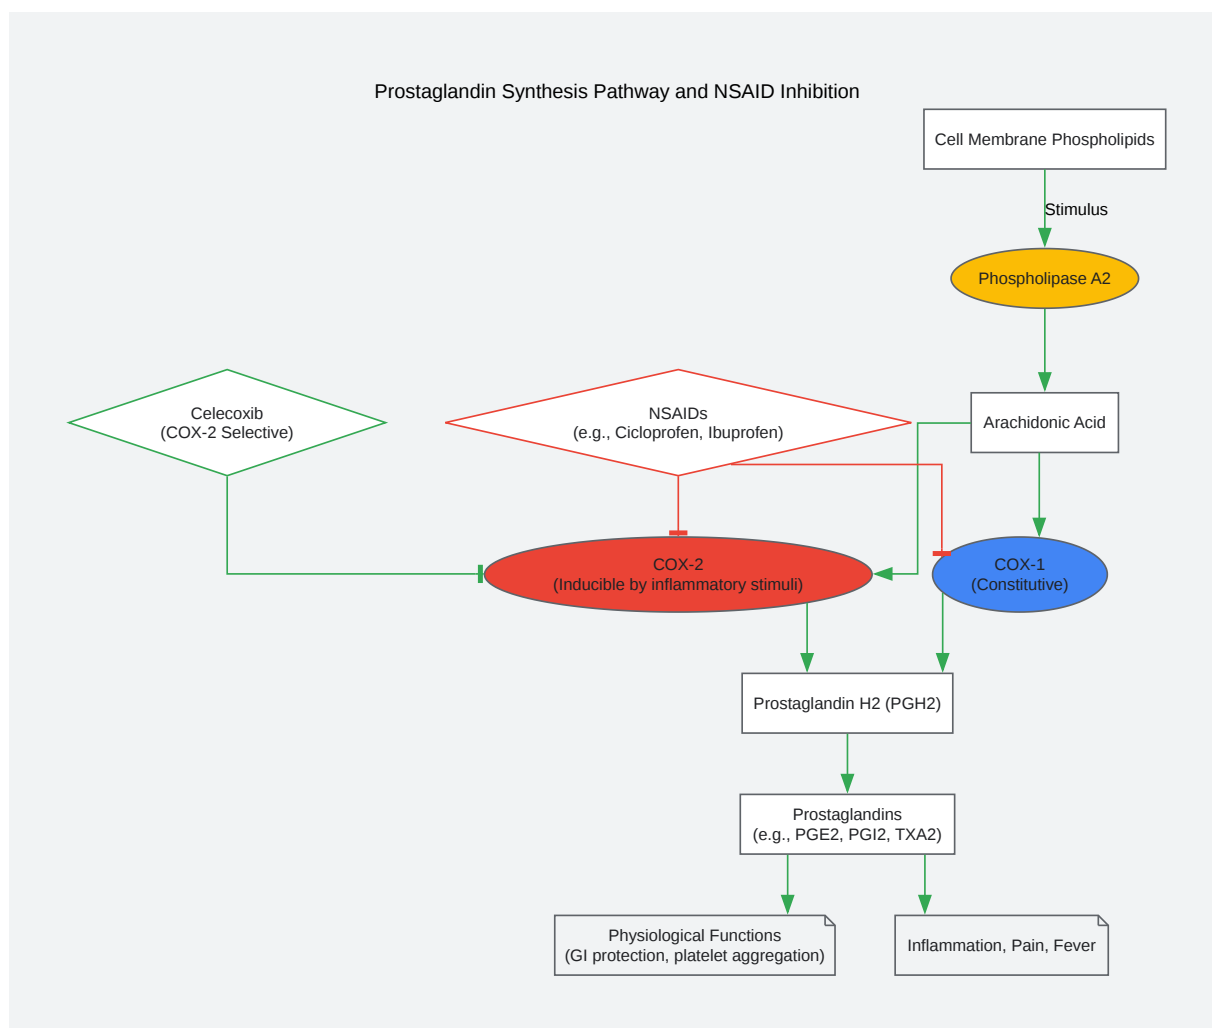 Prostaglandin Synthesis Pathway and NSAID Inhibition
Cell Membrane Phospholipids
Stimulus
Phospholipase A2
Celecoxib
(COX-2 Selective)
NSAIDs
(e.g., Cicloprofen, Ibuprofen)
Arachidonic Acid
COX-2
(Inducible by inflammatory stimuli)
COX-1
(Constitutive)
Prostaglandin H2 (PGH2)
Prostaglandins
(e.g., PGE2, PGI2, TXA2)
Physiological Functions
(GI protection, platelet aggregation)
Inflammation, Pain, Fever